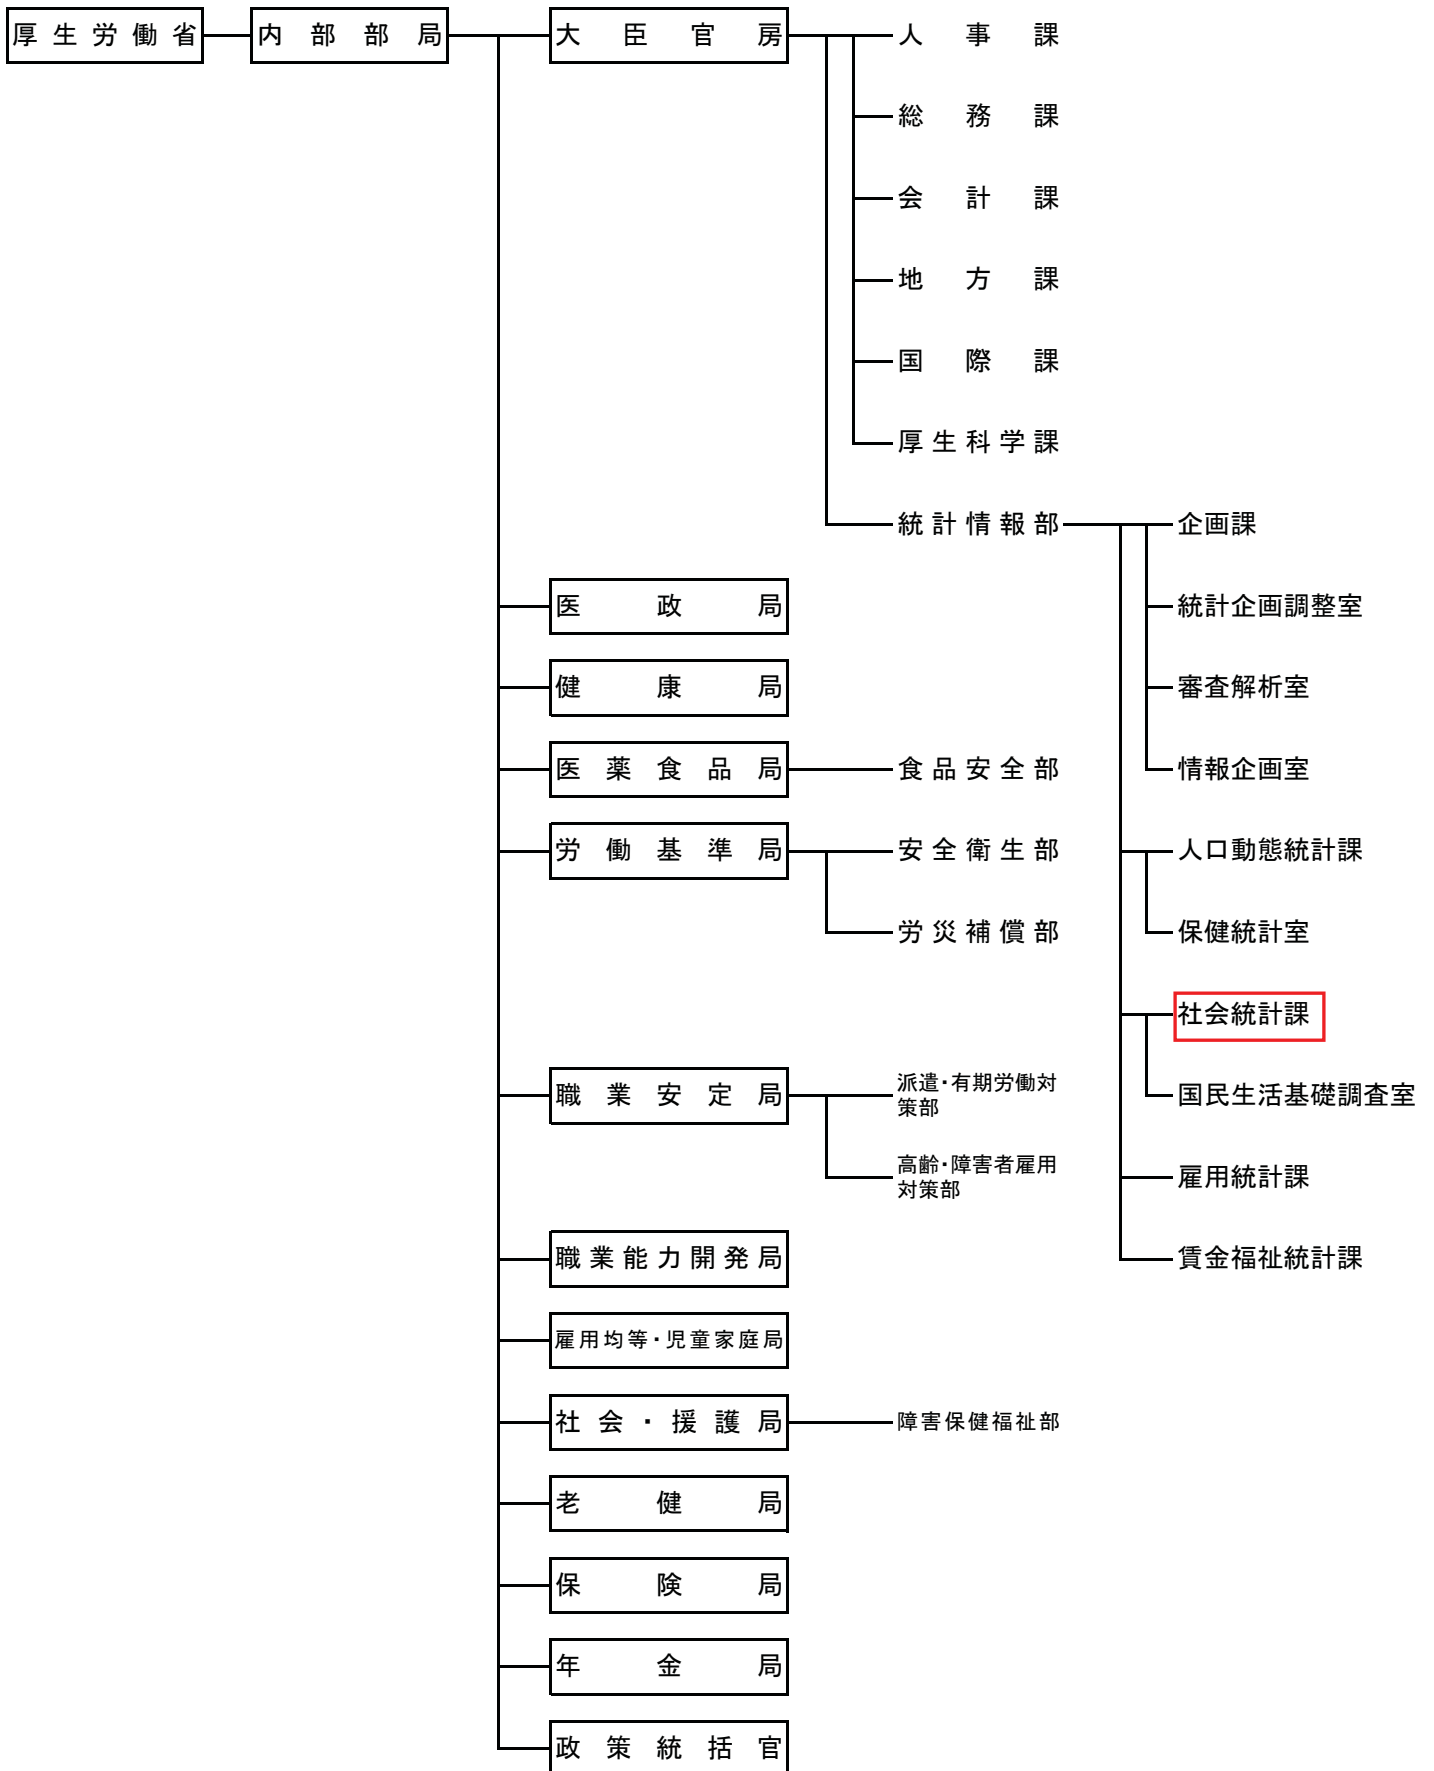 厚生労働省
内部部局
大臣官房
人事課
総務課
会計課
地方課
国際課
厚生科学課
統計情報部
企画課
統計企画調整室
審査解析室
情報企画室
人口動態統計課
保健統計室
社会統計課
国民生活基礎調査室
雇用統計課
賃金福祉統計課
医政局
健康局
医薬食品局
食品安全部
労働基準局
安全衛生部
労災補償部
職業安定局
派遣・有期労働対
策部
高齢・障害者雇用
対策部
職業能力開発局
雇用均等・児童家庭局
社会・援護局
障害保健福祉部
老健局
保険局
年金局
政策統括官